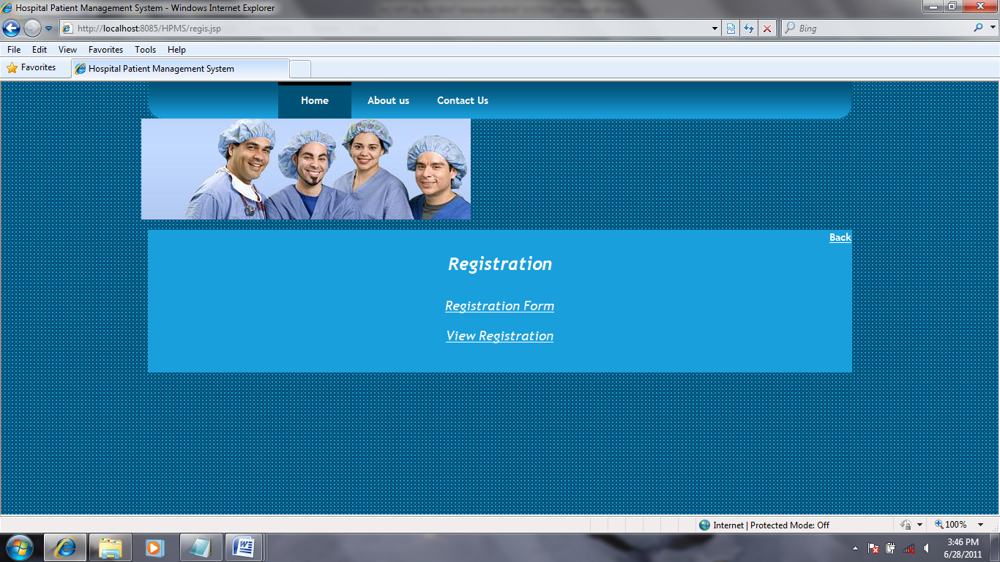 Hospital Patient Management System - Windows Internet Explorer
http://localhost:8085/HPMS/regis.jsp
Bing
File Edit View Favorites Tools Help
Favorites
Hospital Patient Management System
Home About us Contact Us
Back
Registration
Registration Form
View Registration
Internet | Protected Mode: Off
100%
3:46 PM
6/28/2011